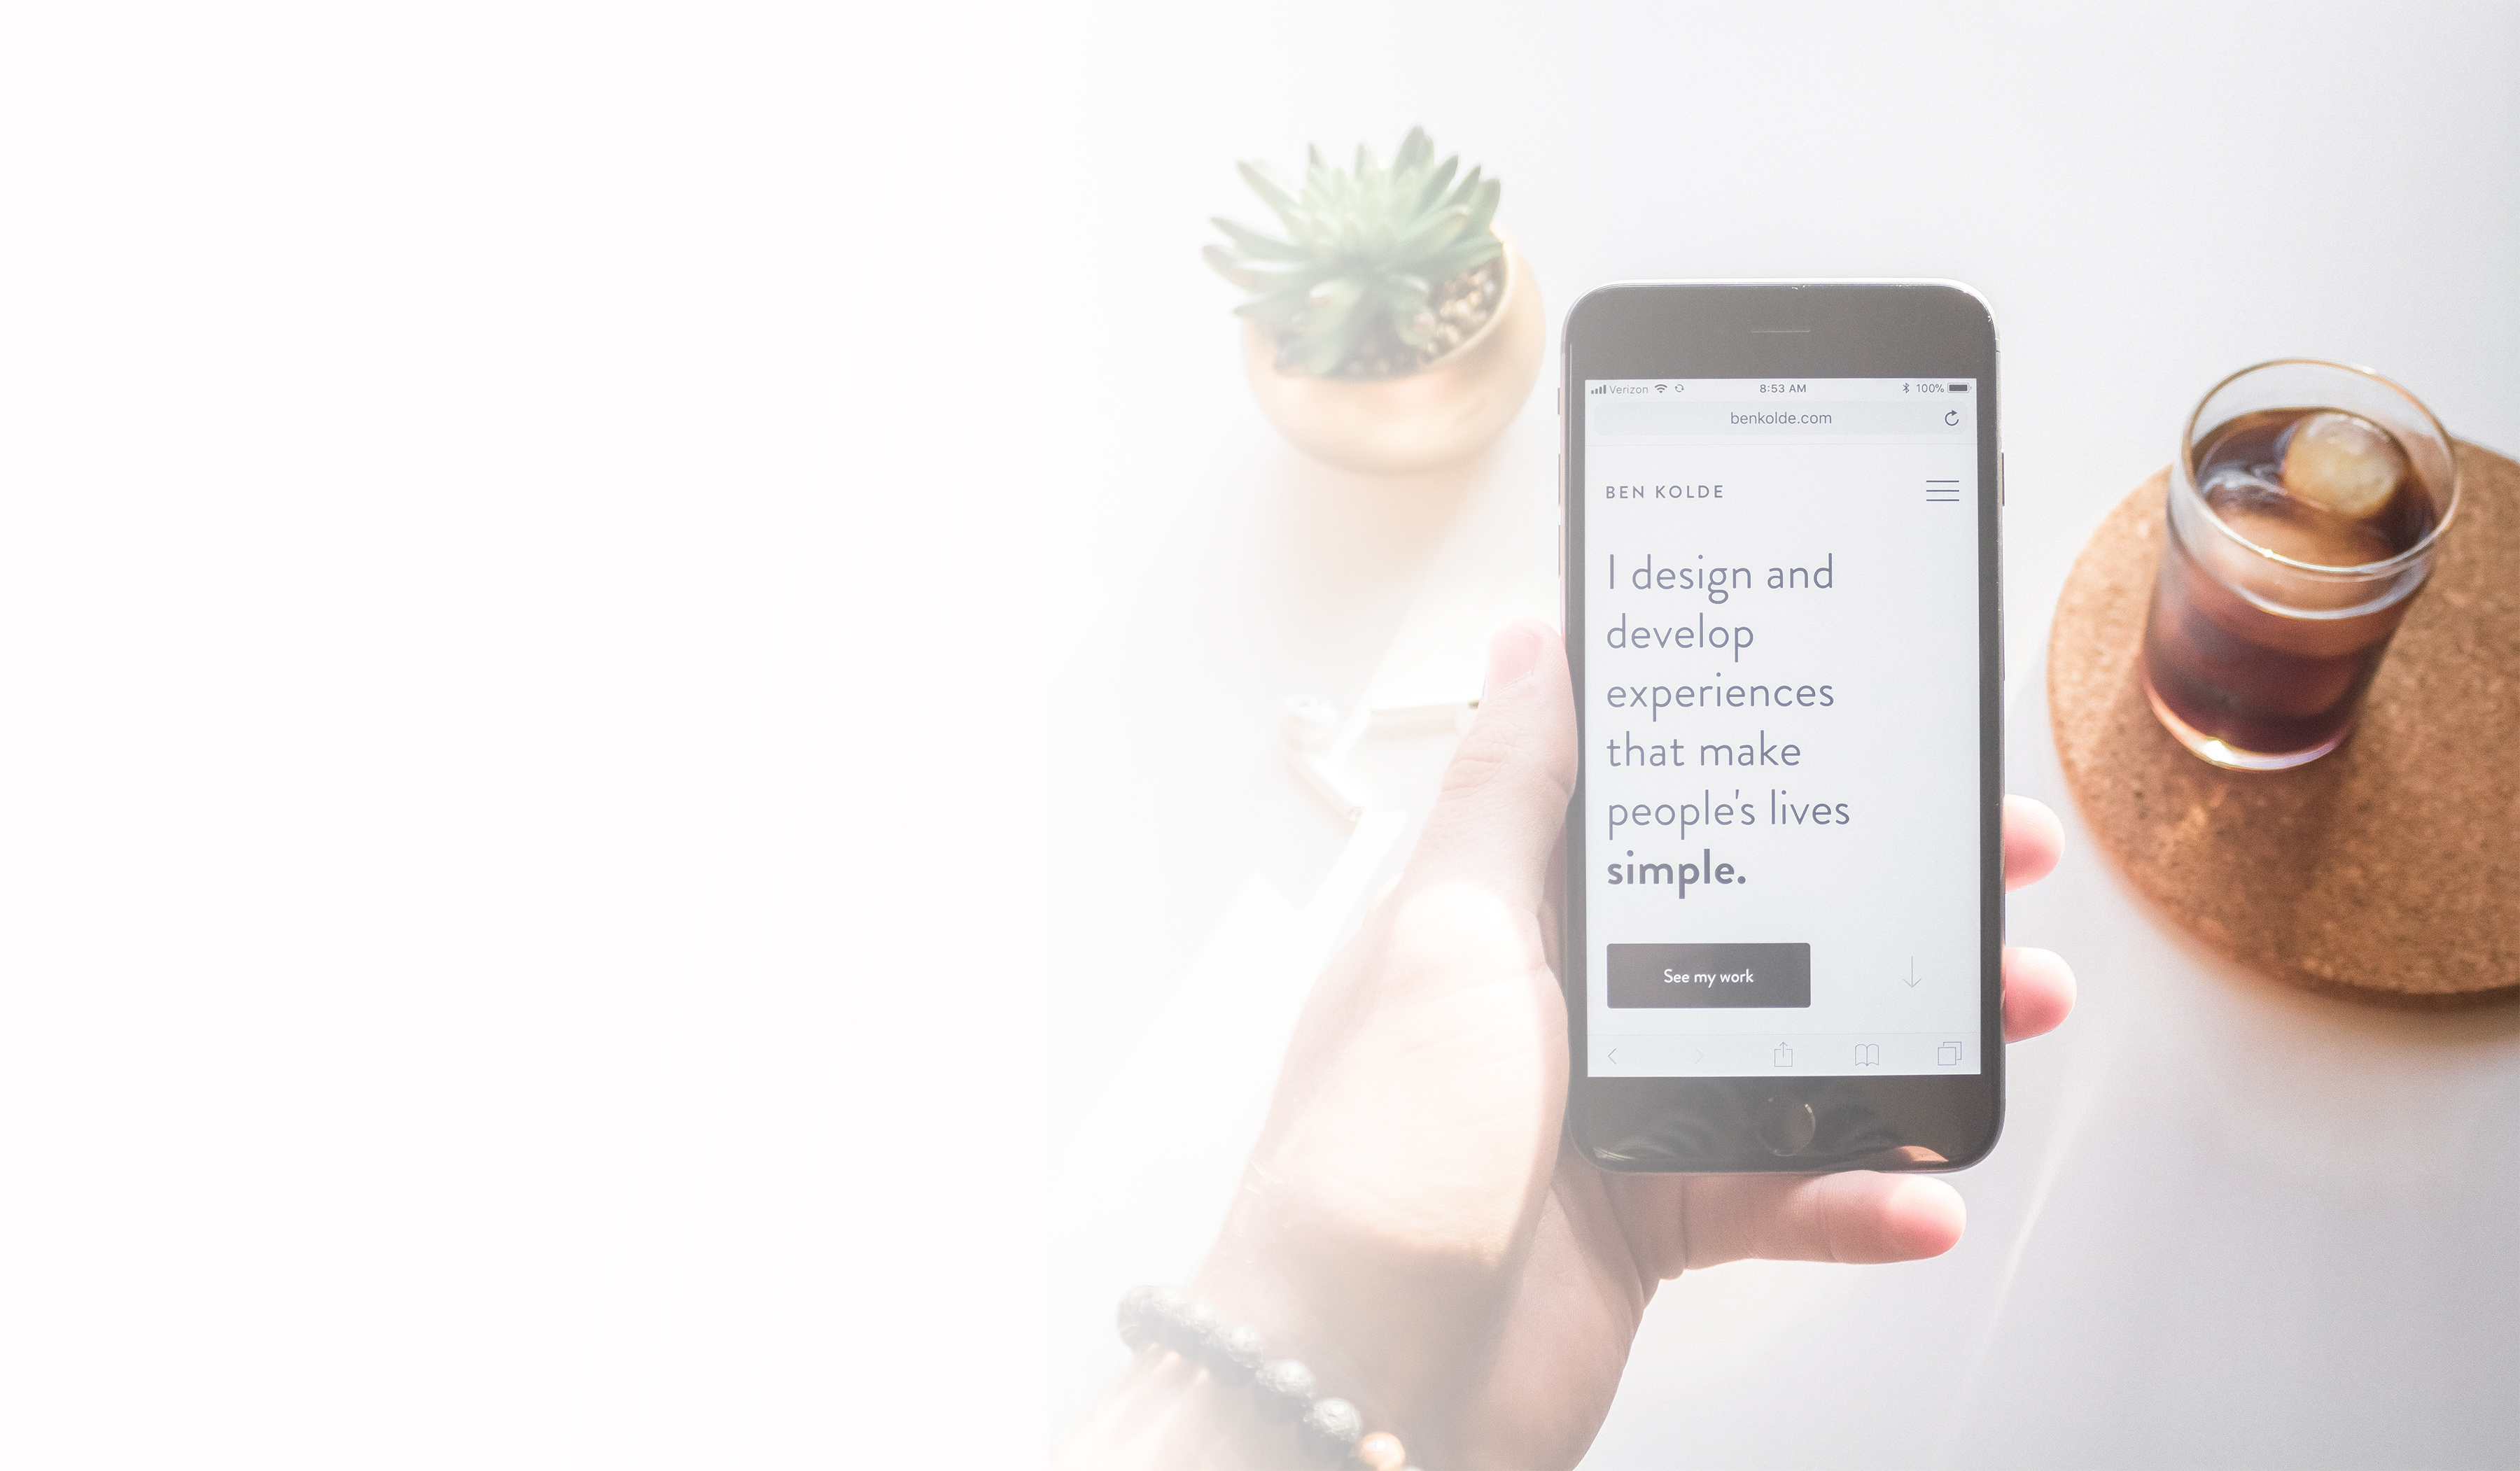 Verizon 8:53 AM 100%
benkolde.com
BEN KOLDE
I design and
develop
experiences
that make
people's lives
simple.
See my work